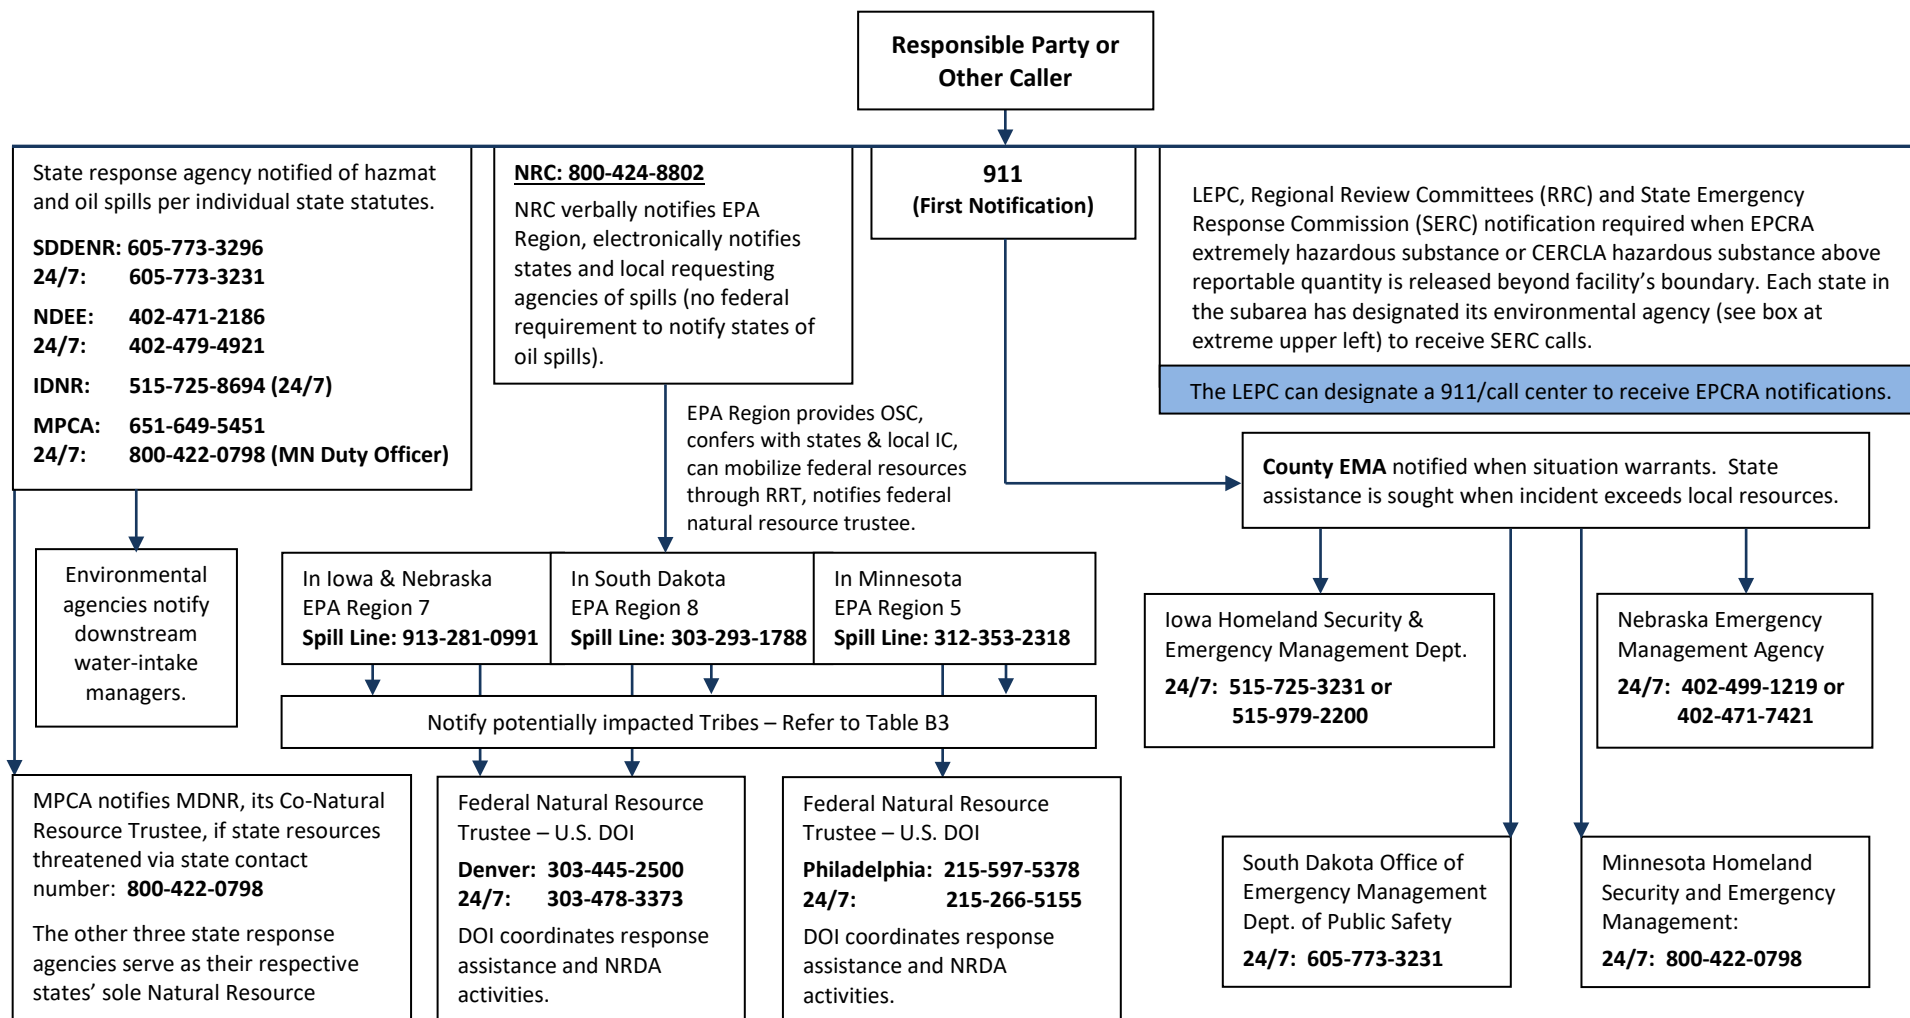 Responsible Party or
Other Caller
State response agency notified of hazmat
and oil spills per individual state statutes.
SDDENR: 605-773-3296
24/7: 605-773-3231
NDEE: 402-471-2186
24/7: 402-479-4921
IDNR: 515-725-8694 (24/7)
MPCA: 651-649-5451
24/7: 800-422-0798 (MN Duty Officer)
NRC: 800-424-8802
NRC verbally notifies EPA
Region, electronically notifies
states and local requesting
agencies of spills (no federal
requirement to notify states of
oil spills).
911
(First Notification)
LEPC, Regional Review Committees (RRC) and State Emergency
Response Commission (SERC) notification required when EPCRA
extremely hazardous substance or CERCLA hazardous substance above
reportable quantity is released beyond facility’s boundary. Each state in
the subarea has designated its environmental agency (see box at
extreme upper left) to receive SERC calls.
The LEPC can designate a 911/call center to receive EPCRA notifications.
EPA Region provides OSC,
confers with states & local IC,
can mobilize federal resources
through RRT, notifies federal
natural resource trustee.
County EMA notified when situation warrants. State
assistance is sought when incident exceeds local resources.
Environmental
agencies notify
downstream
water-intake
managers.
In Iowa & Nebraska
EPA Region 7
Spill Line: 913-281-0991
In South Dakota
EPA Region 8
Spill Line: 303-293-1788
In Minnesota
EPA Region 5
Spill Line: 312-353-2318
Iowa Homeland Security &
Emergency Management Dept.
24/7: 515-725-3231 or
515-979-2200
Nebraska Emergency
Management Agency
24/7: 402-499-1219 or
402-471-7421
Notify potentially impacted Tribes – Refer to Table B3
MPCA notifies MDNR, its Co-Natural
Resource Trustee, if state resources
threatened via state contact
number: 800-422-0798
The other three state response
agencies serve as their respective
states’ sole Natural Resource
Federal Natural Resource
Trustee – U.S. DOI
Denver: 303-445-2500
24/7: 303-478-3373
DOI coordinates response
assistance and NRDA
activities.
Federal Natural Resource
Trustee – U.S. DOI
Philadelphia: 215-597-5378
24/7: 215-266-5155
DOI coordinates response
assistance and NRDA
activities.
South Dakota Office of
Emergency Management
Dept. of Public Safety
24/7: 605-773-3231
Minnesota Homeland
Security and Emergency
Management:
24/7: 800-422-0798